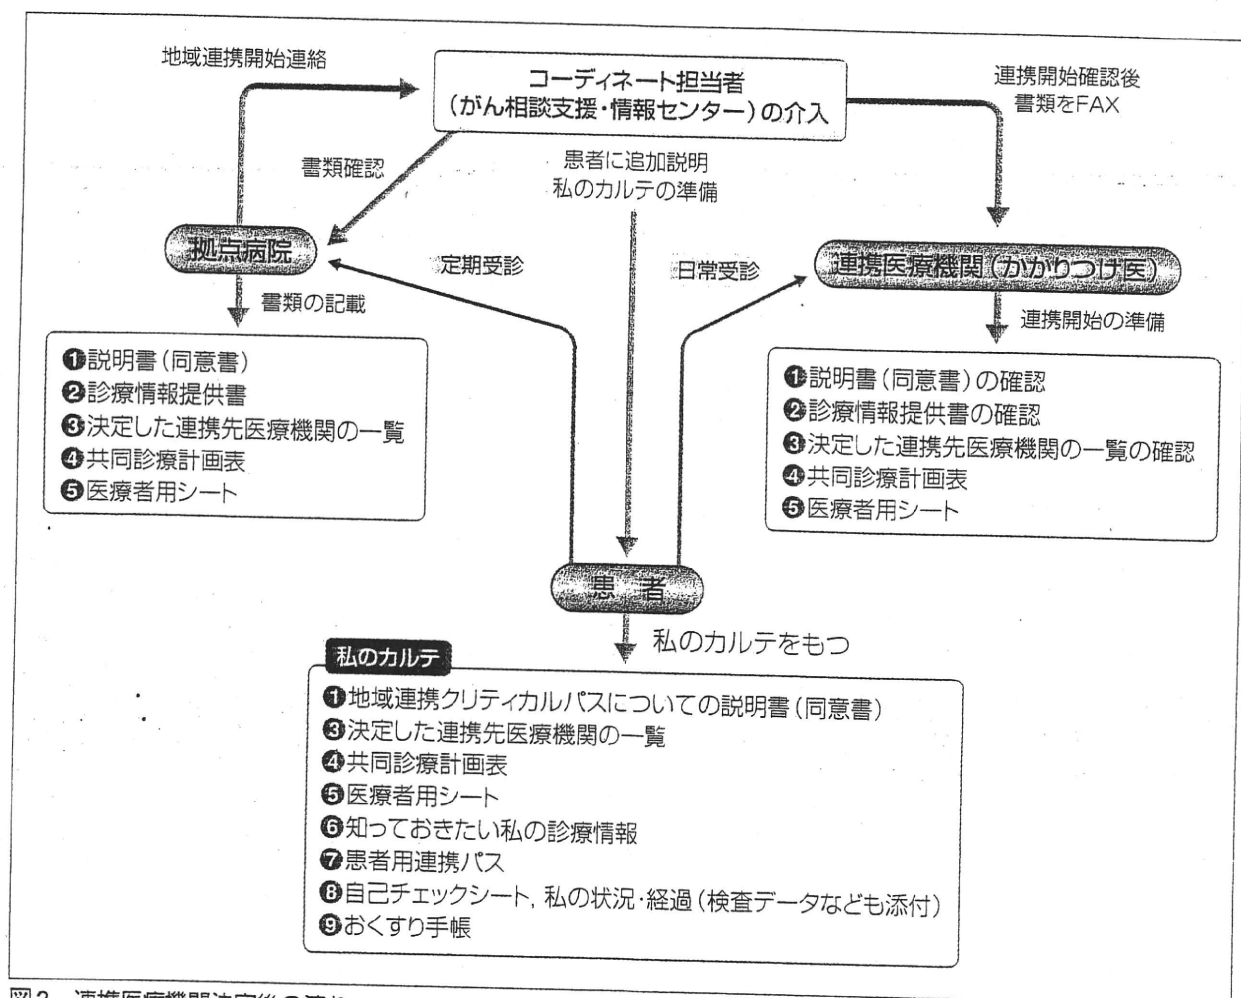 地域連携開始連絡
コーディネート担当者
(がん相談支援・情報センター)の介入
連携開始確認後
書類をFAX
書類確認
患者に追加説明
私のカルテの準備
拠点病院
定期受診
日常受診
連携医療機関(かかりつけ医)
書類の記載
連携開始の準備
❶説明書(同意書)
❷診療情報提供書
❸決定した連携先医療機関の一覧
❹共同診療計画表
❺医療者用シート
❶説明書(同意書)の確認
❷診療情報提供書の確認
❸決定した連携先医療機関の一覧の確認
❹共同診療計画表
❺医療者用シート
患 者
私のカルテをもつ
私のカルテ
❶地域連携クリティカルパスについての説明書(同意書)
❸決定した連携先医療機関の一覧
❹共同診療計画表
❺医療者用シート
❻知っておきたい私の診療情報
❼患者用連携パス
❽自己チェックシート, 私の状況・経過(検査データなども添付)
❾おくすり手帳
図2 連携医療機関決定後の流れ